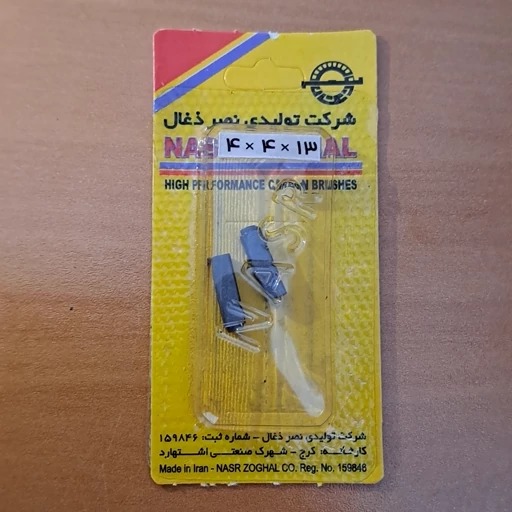 شرکت تولیدی نصر ذغال
۴ × ۴ × ۱۳
NAS AL
HIGH PERFORMANCE CARBON BRUSHES
NASR
شرکت تولیدی نصر ذغال – شماره ثبت: ۱۵۹۸۴۶
کارخانه: کرج – شهرک صنعتی اشتهارد
Made in Iran - NASR ZOGHAL CO. Reg. No. 159846